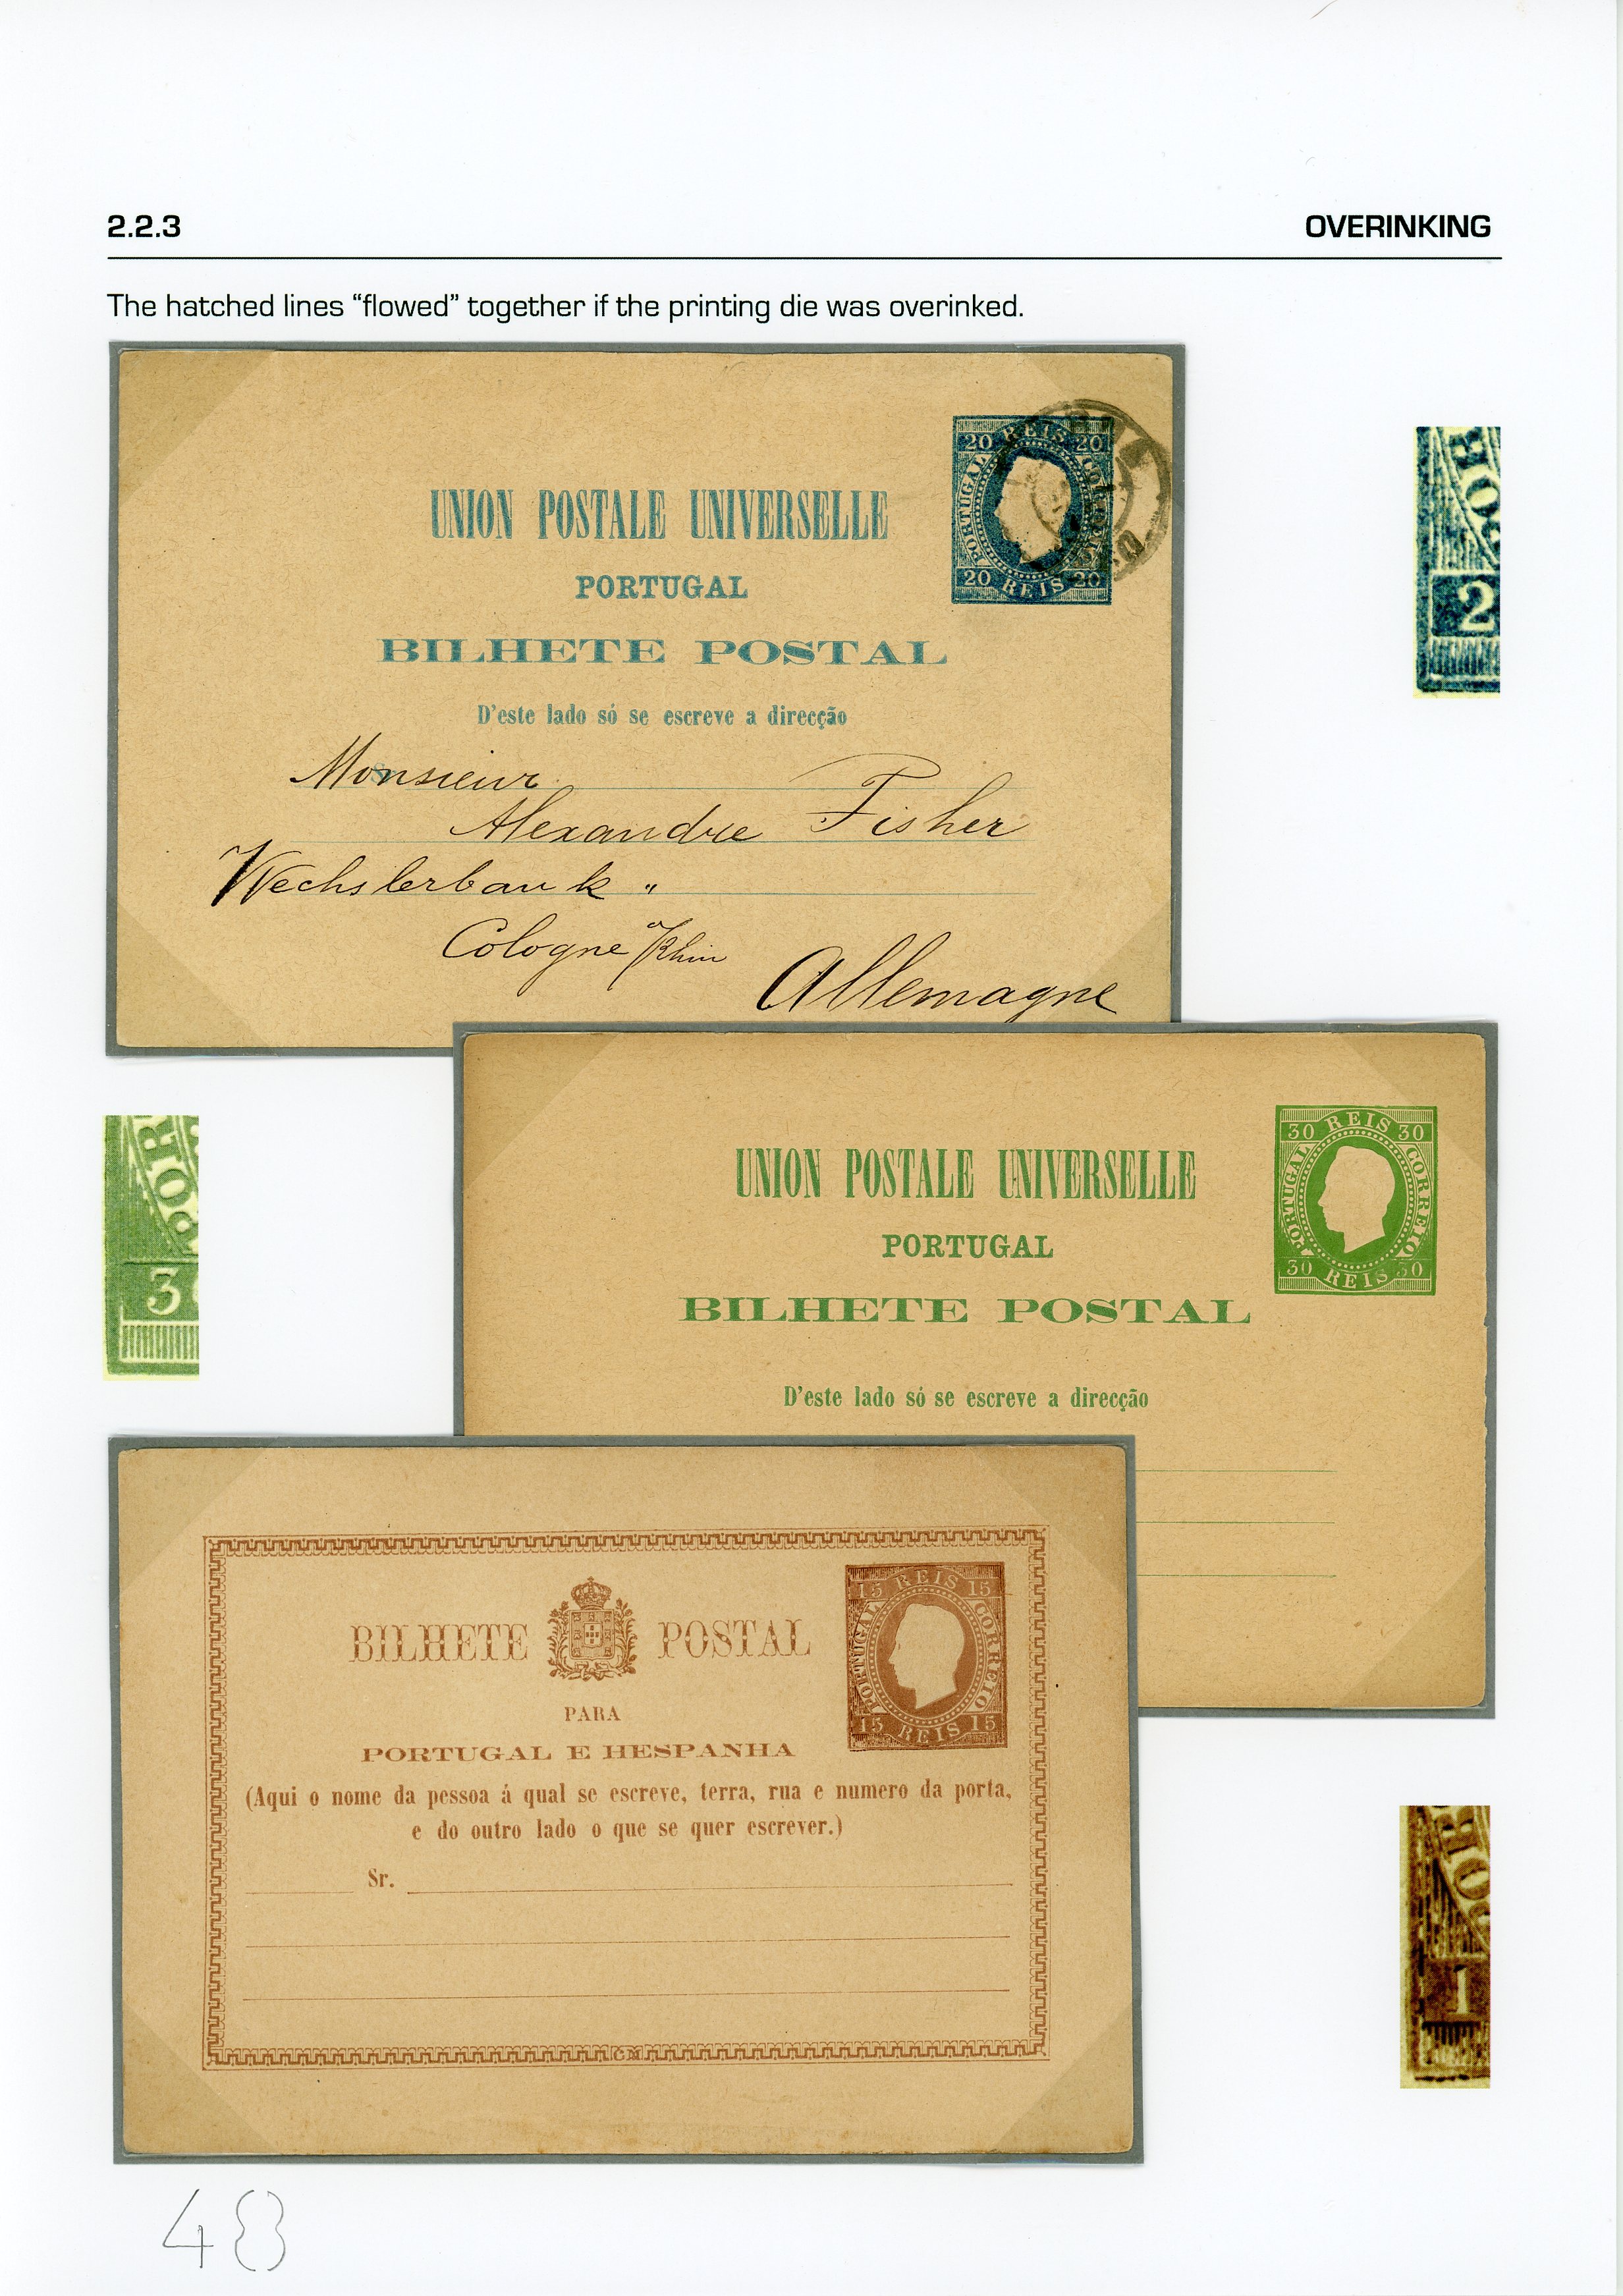 2.2.3 OVERINKING
The hatched lines “flowed” together if the printing die was overinked.
20 REIS 20
PORTUGAL
CORREIO
20 REIS 20
UNION POSTALE UNIVERSELLE
PORTUGAL
BILHETE POSTAL
D'este lado só se escreve a direcção
Monsieur
Alexandre Fisher
Wechslerbank "
Cologne a/Rhin
Allemagne
POR
2
30 REIS 30
PORTUGAL
CORREIO
30 REIS 30
UNION POSTALE UNIVERSELLE
PORTUGAL
BILHETE POSTAL
D'este lado só se escreve a direcção
POR
3
15 REIS 15
PORTUGAL
CORREIO
15 REIS 15
BILHETE POSTAL
PARA
PORTUGAL E HESPANHA
(Aqui o nome da pessoa á qual se escreve, terra, rua e numero da porta,
e do outro lado o que se quer escrever.)
Sr.
CM
POR
1
48